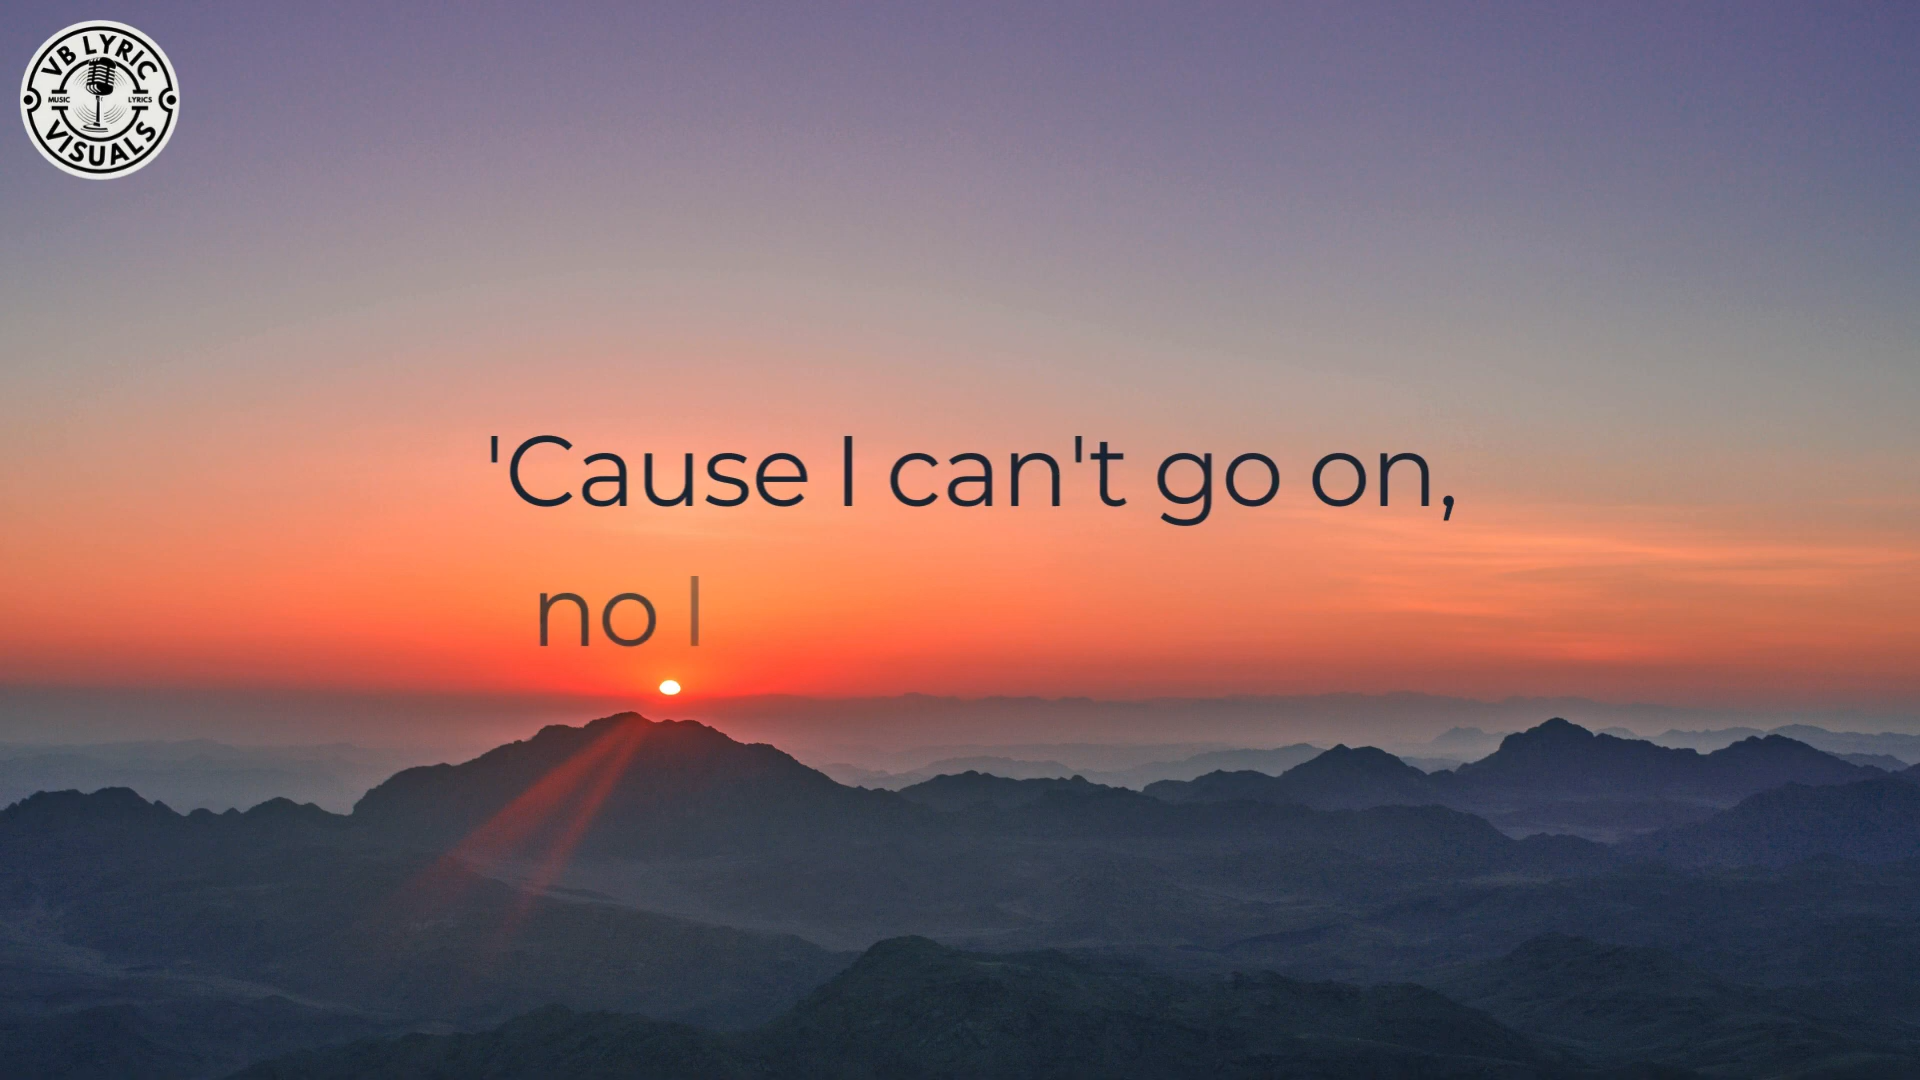 VB LYRIC
MUSIC LYRICS
VISUALS
'Cause I can't go on,
no I